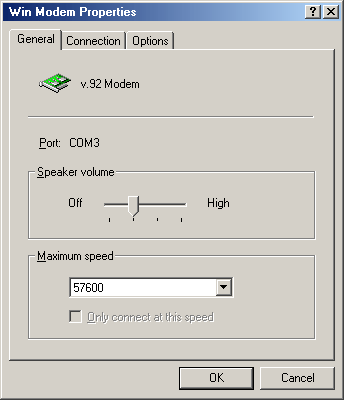 Win Modem Properties
General Connection Options
v.92 Modem
Port: COM3
Speaker volume
Off High
Maximum speed
57600
Only connect at this speed
OK Cancel